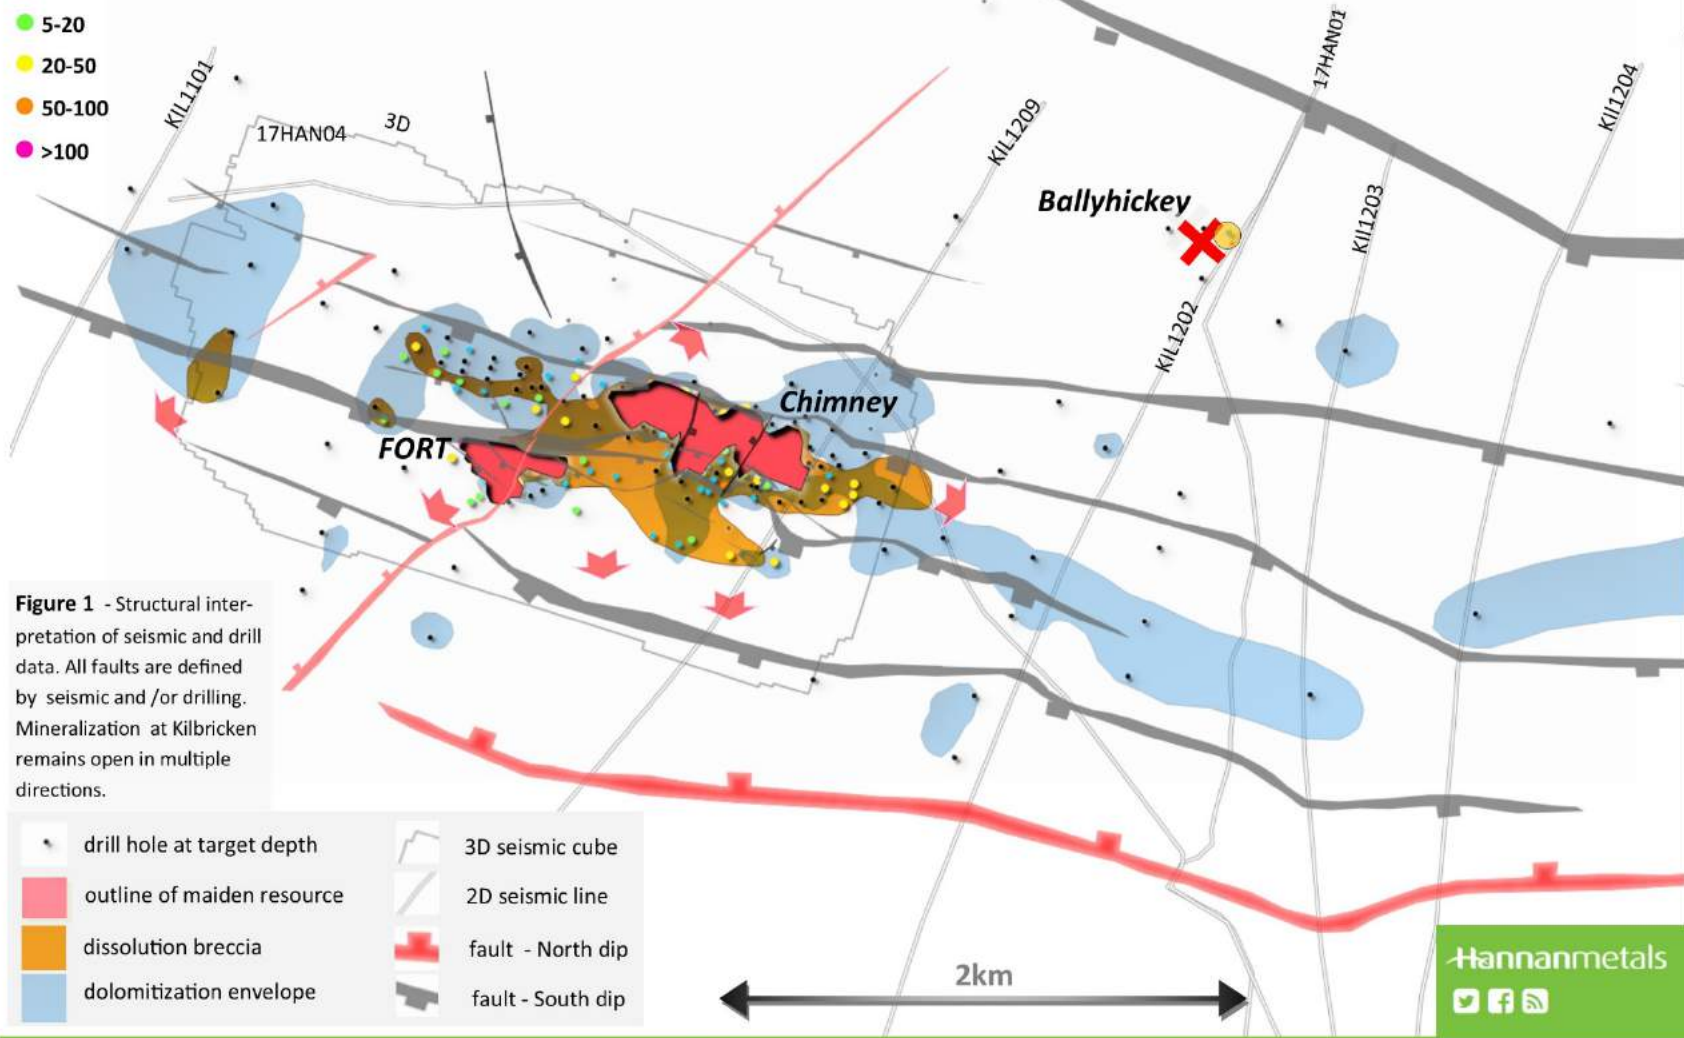 5-20
20-50
50-100
>100
KIL1101
17HAN04
3D
KIL1209
17HAN01
KIl1204
Ballyhickey
KIl1203
KIL1202
Chimney
FORT
Figure 1 - Structural inter-
pretation of seismic and drill
data. All faults are defined
by seismic and /or drilling.
Mineralization at Kilbricken
remains open in multiple
directions.
drill hole at target depth
outline of maiden resource
dissolution breccia
dolomitization envelope
3D seismic cube
2D seismic line
fault - North dip
fault - South dip
2km
Hannanmetals